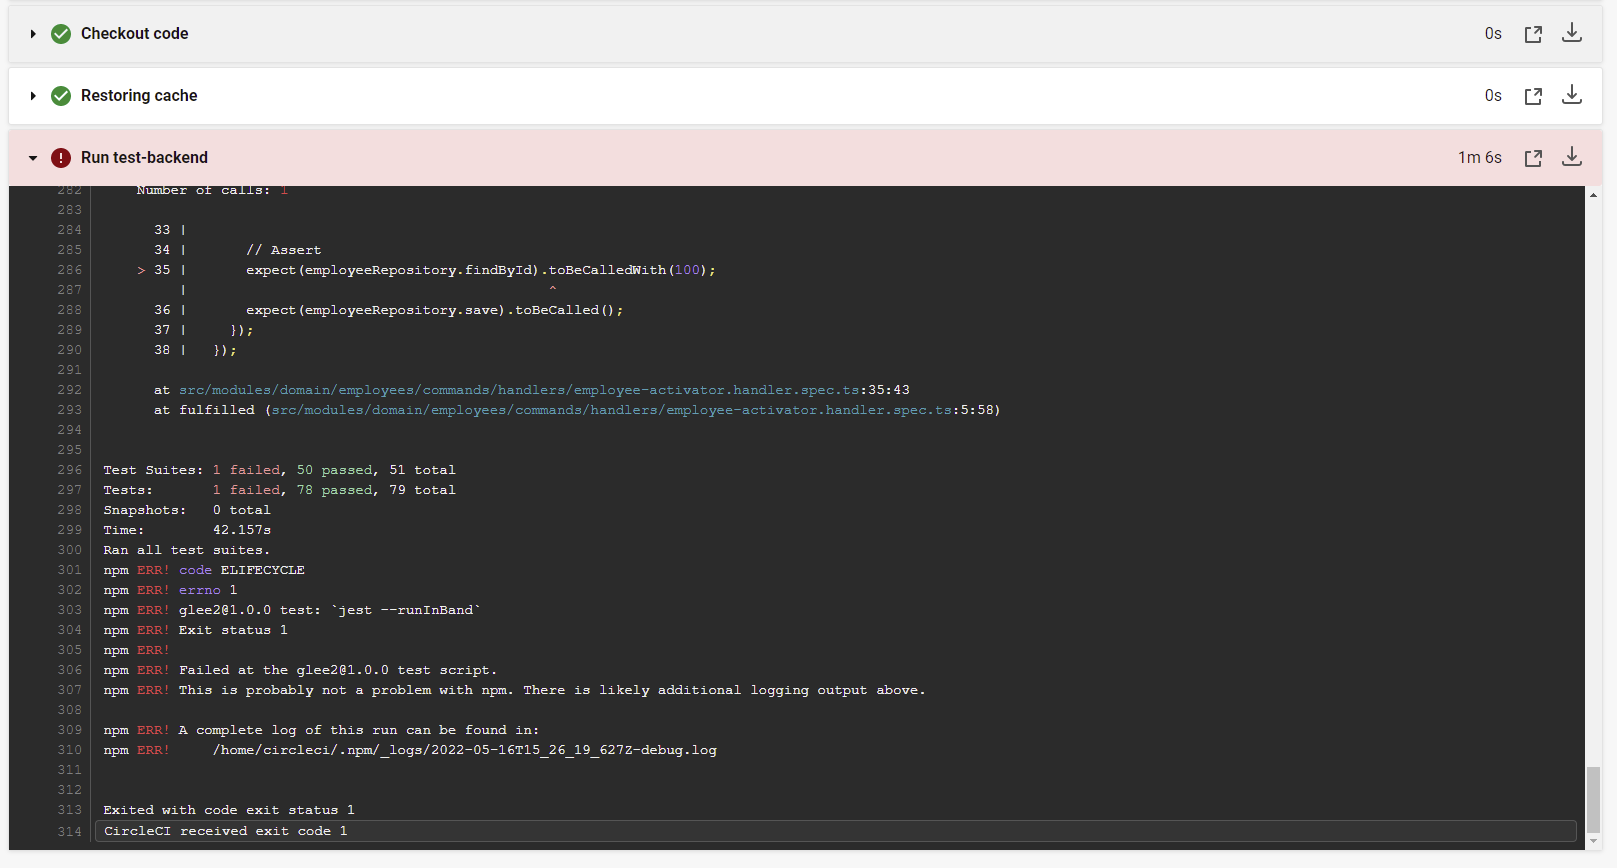 Checkout code 0s
Restoring cache 0s
Run test-backend 1m 6s
282 Number of calls: 1
283
284 33 |
285 34 | // Assert
286 > 35 | expect(employeeRepository.findById).toBeCalledWith(100);
287 | ^
288 36 | expect(employeeRepository.save).toBeCalled();
289 37 | });
290 38 | });
291
292 at src/modules/domain/employees/commands/handlers/employee-activator.handler.spec.ts:35:43
293 at fulfilled (src/modules/domain/employees/commands/handlers/employee-activator.handler.spec.ts:5:58)
294
295
296 Test Suites: 1 failed, 50 passed, 51 total
297 Tests: 1 failed, 78 passed, 79 total
298 Snapshots: 0 total
299 Time: 42.157s
300 Ran all test suites.
301 npm ERR! code ELIFECYCLE
302 npm ERR! errno 1
303 npm ERR! glee2@1.0.0 test: `jest --runInBand`
304 npm ERR! Exit status 1
305 npm ERR!
306 npm ERR! Failed at the glee2@1.0.0 test script.
307 npm ERR! This is probably not a problem with npm. There is likely additional logging output above.
308
309 npm ERR! A complete log of this run can be found in:
310 npm ERR! /home/circleci/.npm/_logs/2022-05-16T15_26_19_627Z-debug.log
311
312
313 Exited with code exit status 1
314 CircleCI received exit code 1